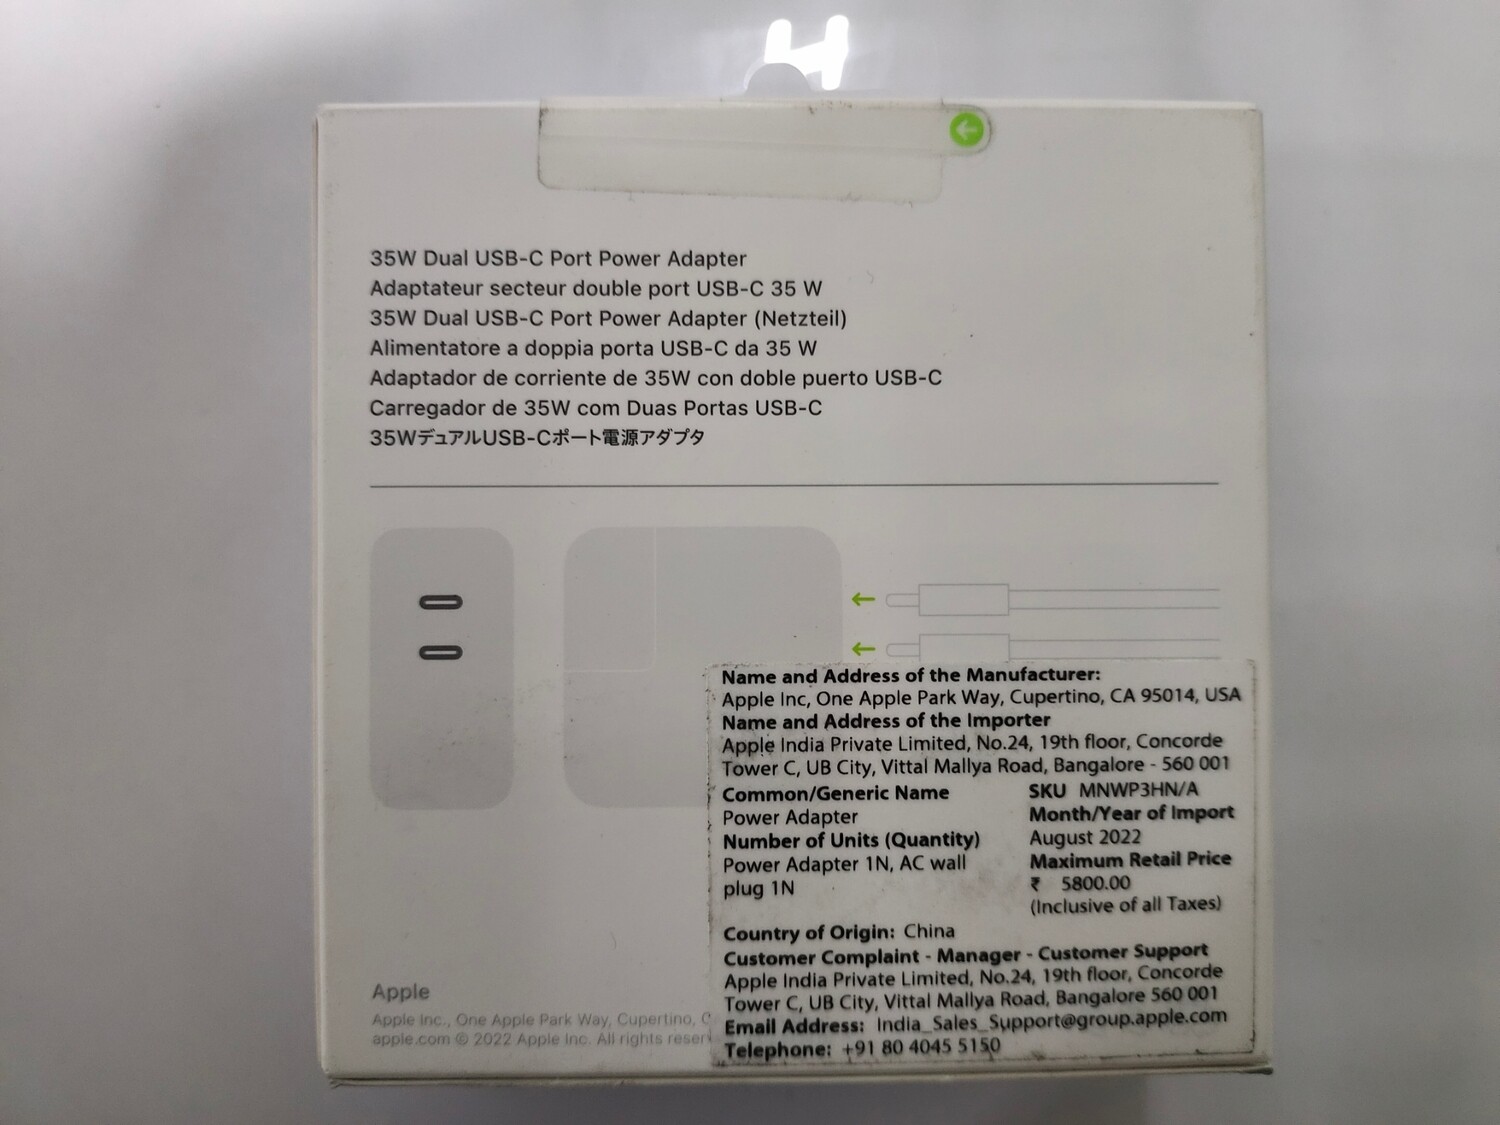 35W Dual USB-C Port Power Adapter
Adaptateur secteur double port USB-C 35 W
35W Dual USB-C Port Power Adapter (Netzteil)
Alimentatore a doppia porta USB-C da 35 W
Adaptador de corriente de 35W con doble puerto USB-C
Carregador de 35W com Duas Portas USB-C
35WデュアルUSB-Cポート電源アダプタ
Name and Address of the Manufacturer:
Apple Inc, One Apple Park Way, Cupertino, CA 95014, USA
Name and Address of the Importer
Apple India Private Limited, No.24, 19th floor, Concorde
Tower C, UB City, Vittal Mallya Road, Bangalore - 560 001
Common/Generic Name
Power Adapter
Number of Units (Quantity)
Power Adapter 1N, AC wall
plug 1N
SKU MNWP3HN/A
Month/Year of Import
August 2022
Maximum Retail Price
₹ 5800.00
(Inclusive of all Taxes)
Country of Origin: China
Customer Complaint - Manager - Customer Support
Apple India Private Limited, No.24, 19th floor, Concorde
Tower C, UB City, Vittal Mallya Road, Bangalore 560 001
Email Address: India_Sales_Support@group.apple.com
Telephone: +91 80 4045 5150
Apple
Apple Inc., One Apple Park Way, Cupertino,
apple.com © 2022 Apple Inc. All rights